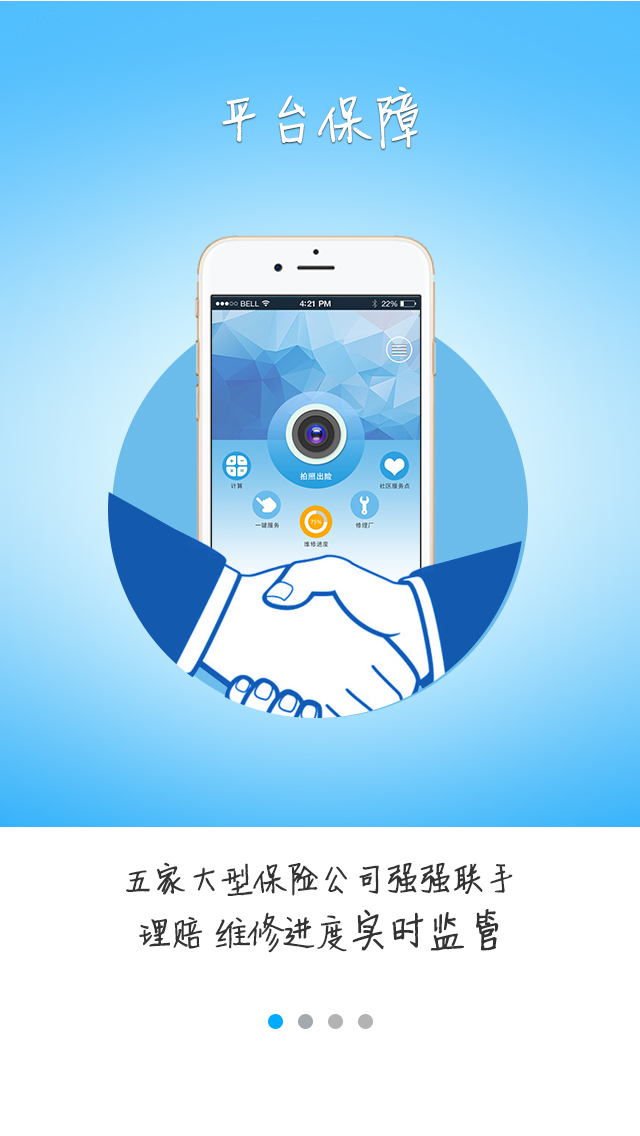 平台保障
BELL 4:21 PM 22%
拍照出险
计算 社区服务点
一键服务 75% 修理厂
维修进度
五家大型保险公司强强联手
理赔 维修进度实时监管